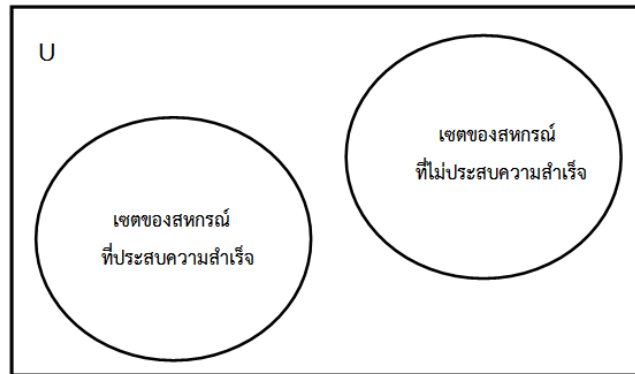 U
เซตของสหกรณ์
ที่ไม่ประสบความสำเร็จ
เซตของสหกรณ์
ที่ประสบความสำเร็จ